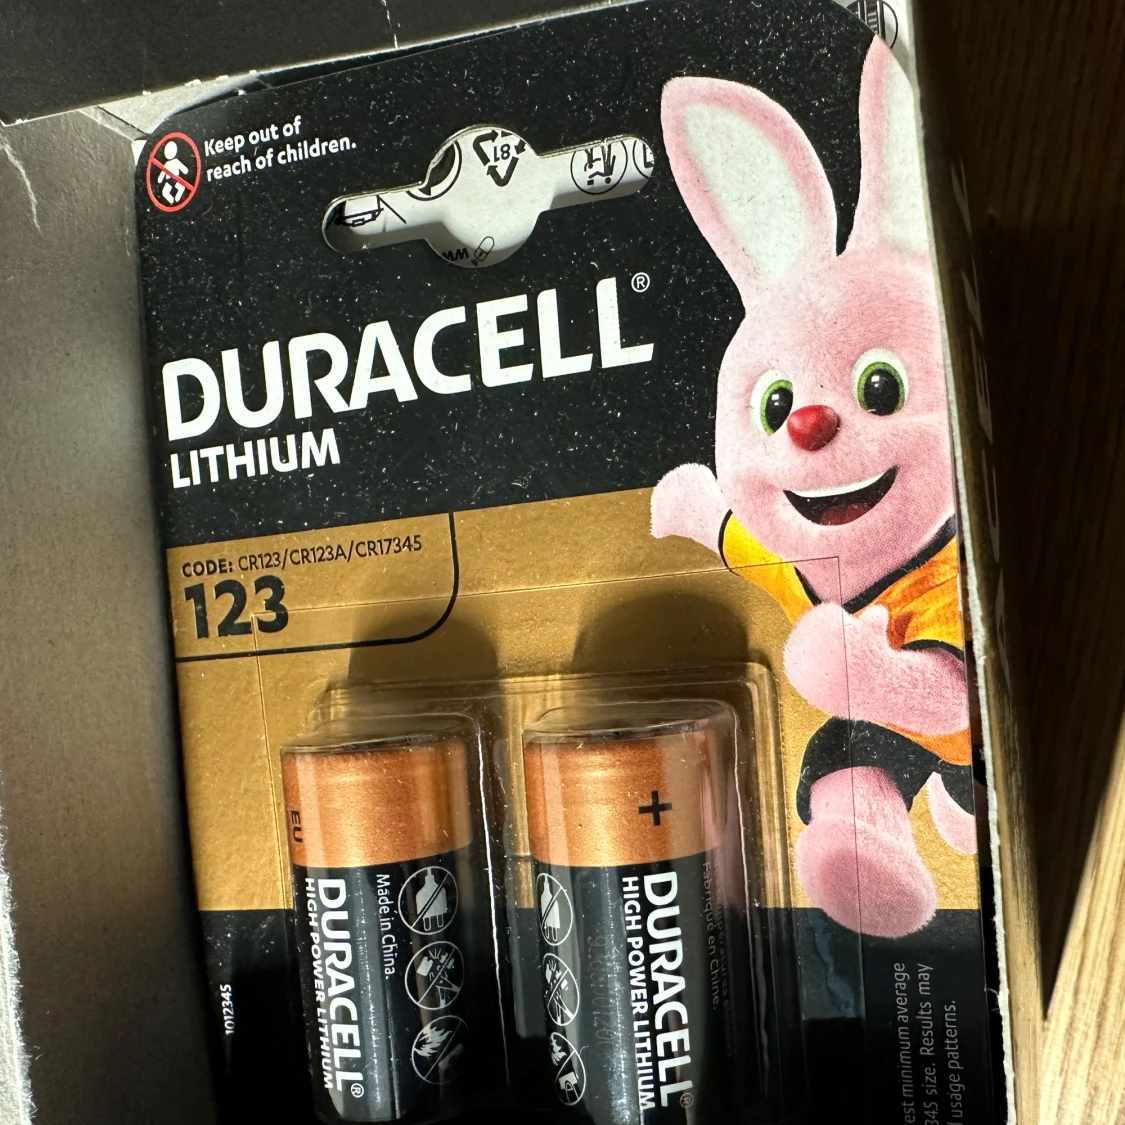 Keep out of
reach of children.
81
DURACELL®
LITHIUM
CODE: CR123/CR123A/CR17345
123
EU
Made in China.
DURACELL®
HIGH POWER LITHIUM
+
DURACELL®
HIGH POWER LITHIUM
Fabriqué en Chine.
1012345
est minimum average
345 size. Results may
usage patterns.